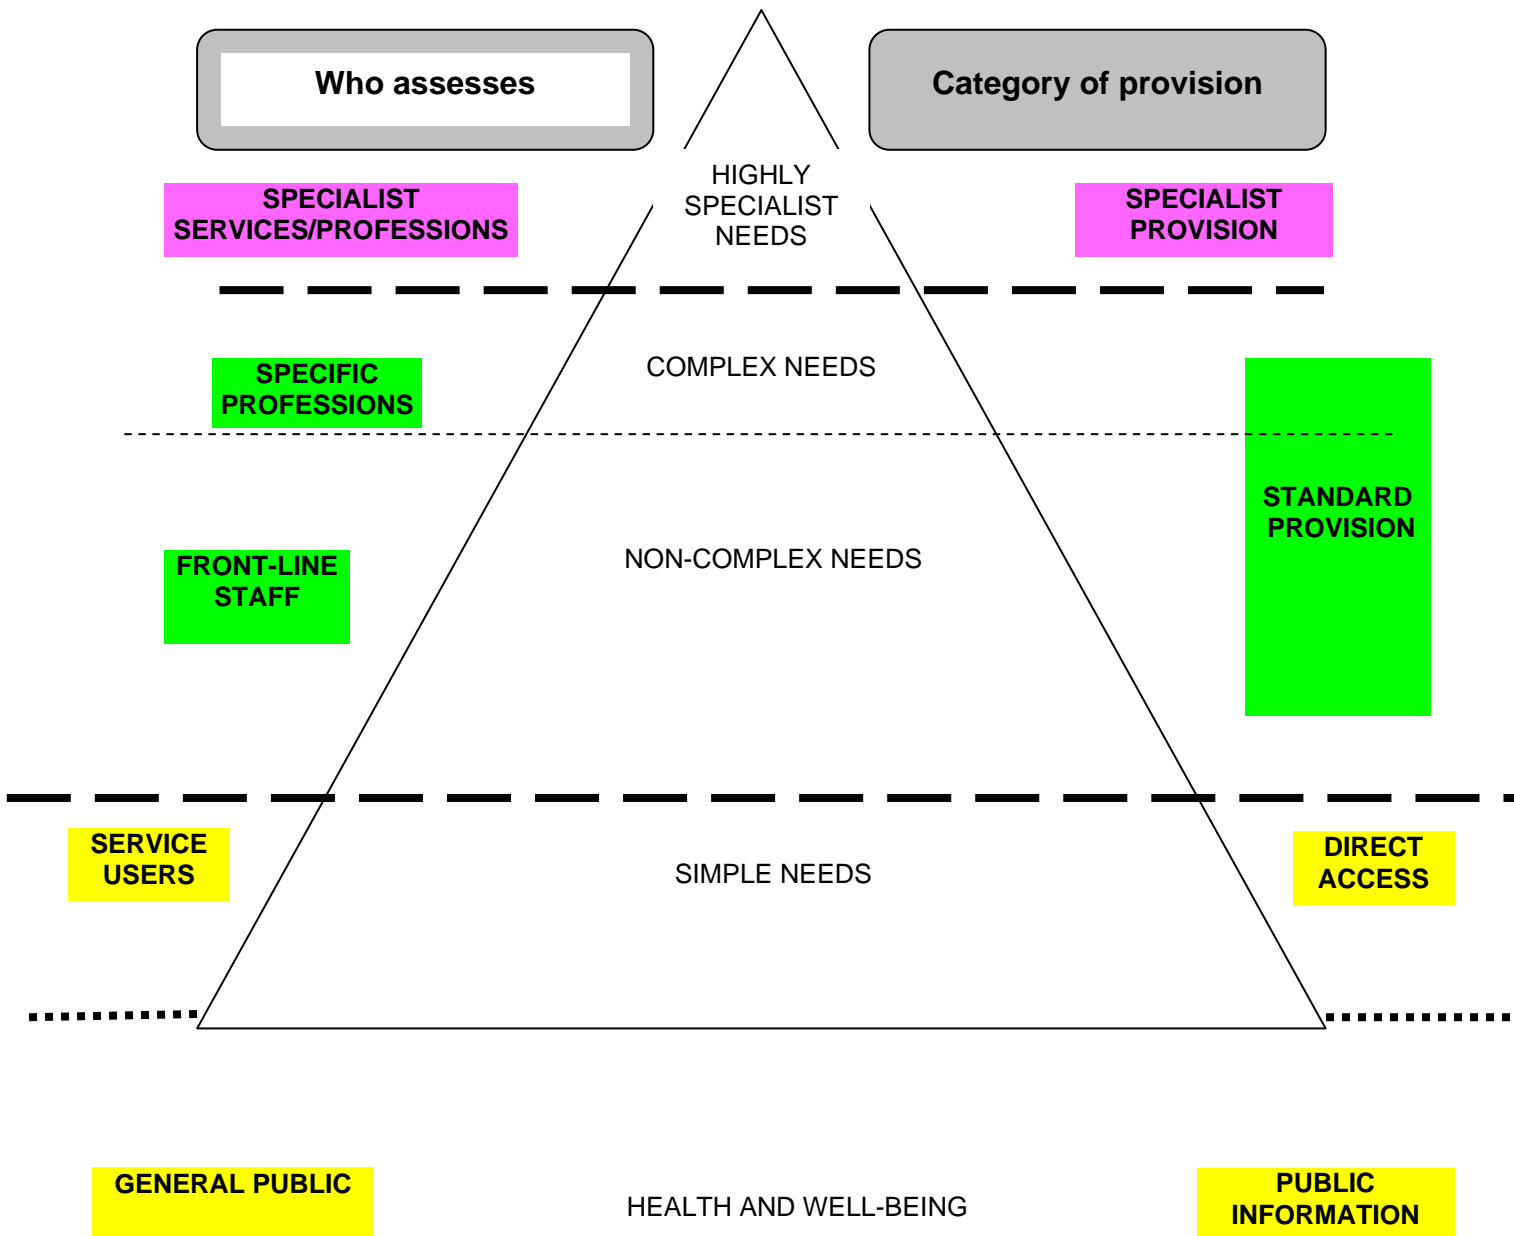 Who assesses
Category of provision
HIGHLY
SPECIALIST
NEEDS
SPECIALIST
SERVICES/PROFESSIONS
SPECIALIST
PROVISION
SPECIFIC
PROFESSIONS
COMPLEX NEEDS
STANDARD
PROVISION
FRONT-LINE
STAFF
NON-COMPLEX NEEDS
SERVICE
USERS
SIMPLE NEEDS
DIRECT
ACCESS
GENERAL PUBLIC
HEALTH AND WELL-BEING
PUBLIC
INFORMATION